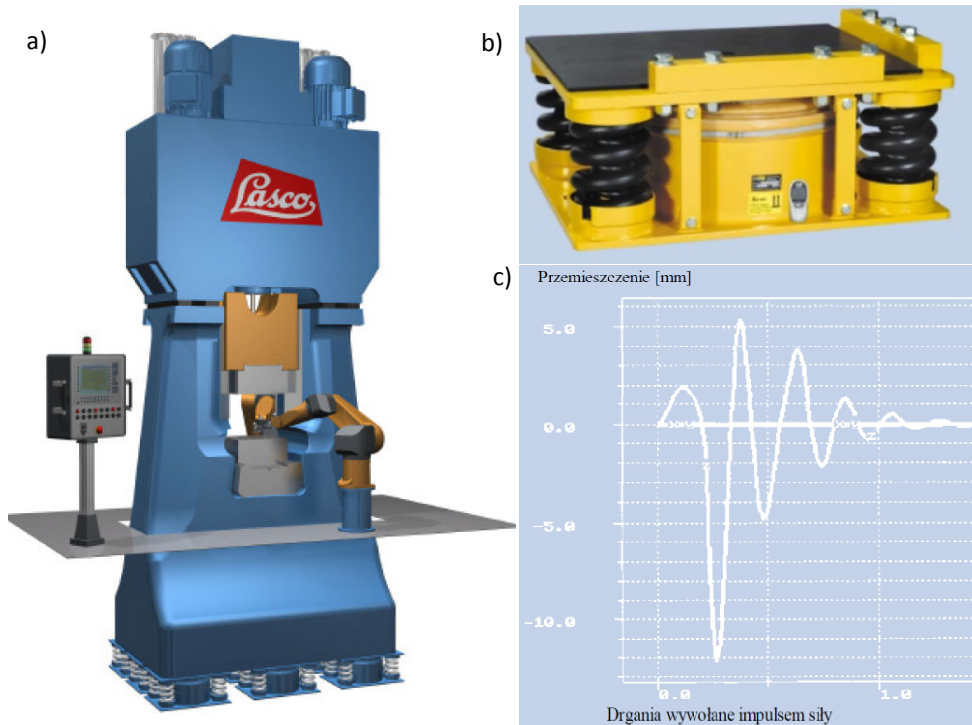 a)
Lasco
b)
c)
Przemieszczenie [mm]
5.0
0.0
-5.0
-10.0
z
z
0.0
1.0
Drgania wywołane impulsem siły